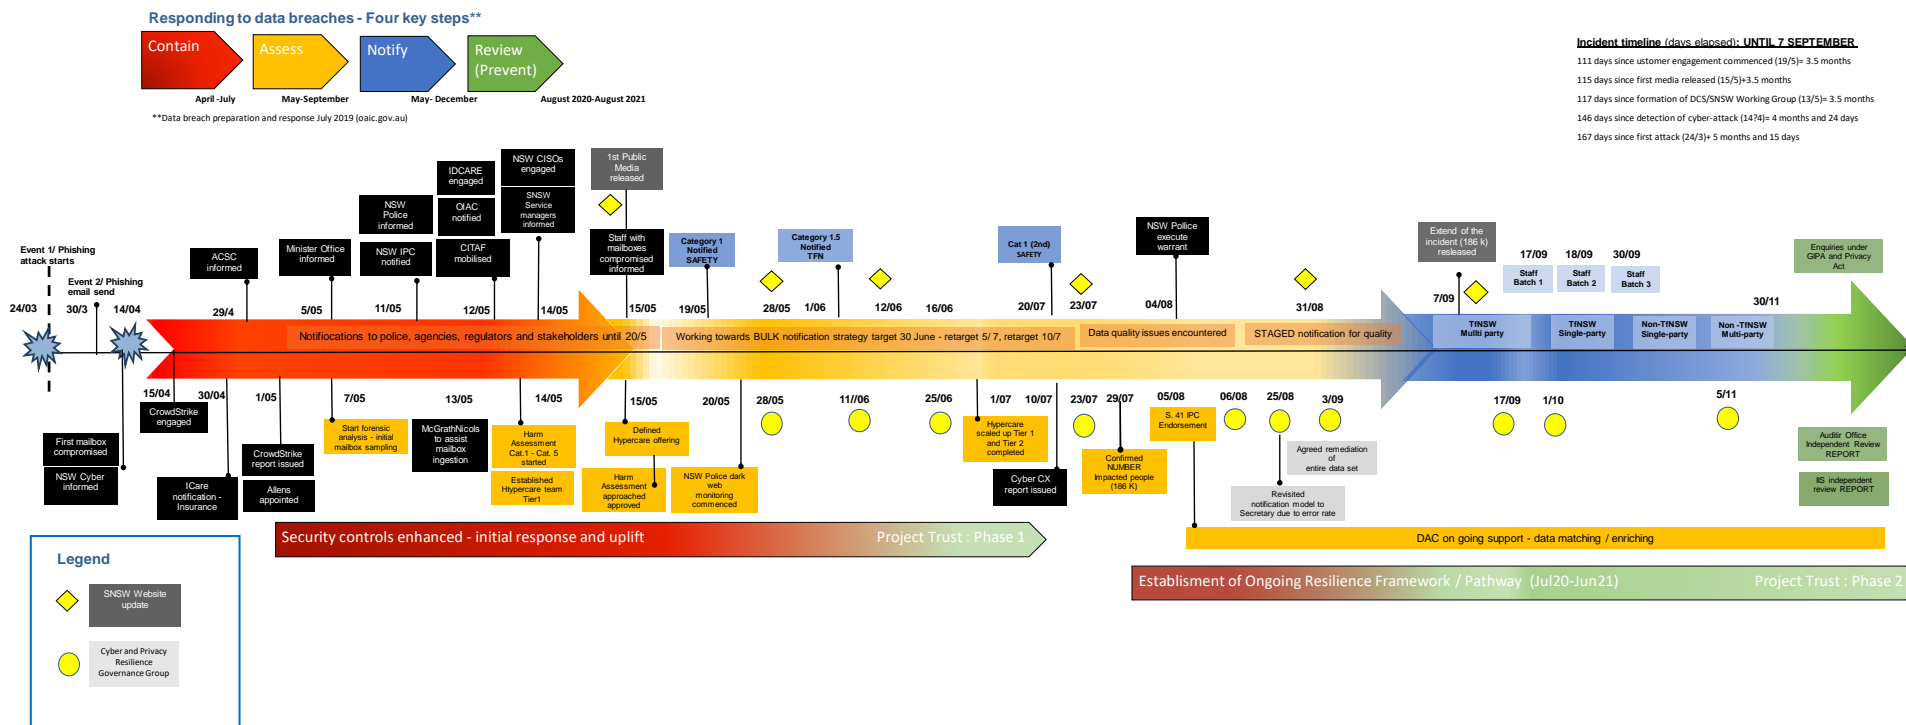 Responding to data breaches - Four key steps**
Contain
Assess
Notify
Review
(Prevent)
April -July
May-September
May- December
August 2020-August 2021
**Data breach preparation and response July 2019 (oaic.gov.au)
Incident timeline (days elapsed): UNTIL 7 SEPTEMBER
111 days since ustomer engagement commenced (19/5)= 3.5 months
115 days since first media released (15/5)+3.5 months
117 days since formation of DCS/SNSW Working Group (13/5)= 3.5 months
146 days since detection of cyber-attack (14?4)= 4 months and 24 days
167 days since first attack (24/3)+ 5 months and 15 days
Event 1/ Phishing
attack starts
24/03
Event 2/ Phishing
email send
30/3
14/04
ACSC
informed
29/4
Minister Office
informed
5/05
NSW
Police
informed
NSW IPC
notified
11/05
IDCARE
engaged
OIAC
notified
CITAF
mobilised
12/05
NSW CISOs
engaged
SNSW
Service
managers
informed
14/05
1st Public
Media
released
Staff with
mailboxes
compromised
informed
15/05
Category 1
Notified
SAFETY
19/05
28/05
Category 1.5
Notified
TFN
1/06
12/06
16/06
Cat 1 (2nd)
SAFETY
20/07
23/07
NSW Pollice
execute
warrant
04/08
31/08
Extend of the
incident (186 k)
resleased
7/09
17/09
Staff
Batch 1
18/09
Staff
Batch 2
30/09
Staff
Batch 3
30/11
Enquiries under
GIPA and Privacy
Act
Notifiocations to police, agencies, regulators and stakeholders until 20/5
Working towards BULK notification strategy target 30 June - retarget 5/ 7, retarget 10/7
Data quality issues encountered
STAGED notification for quality
TfNSW
Mullti party
TfNSW
Single-party
Non-TfNSW
Single-party
Non -TfNSW
Multi-party
First mailbox
compromised
NSW Cyber
informed
15/04
CrowdStrike
engaged
30/04
ICare
notification -
Insurance
1/05
CrowdStrike
report issued
Allens
appointed
7/05
Start forensic
analysis - initial
mailbox sampling
13/05
McGrathNicols
to assist
mailbox
ingestion
14/05
Harm
Assessment
Cat.1 - Cat. 5
started
Established
Htypercare team
Tier1
15/05
Defined
Hypercare offering
Harm
Assessment
approached
approved
20/05
NSW Police dark
web
monitoring
commenced
28/05
11//06
25/06
1/07
Hypercare
scaled up Tier 1
and Tier 2
completed
10/07
Cyber CX
report issued
23/07
29/07
Confirmed
NUMBER
Impacted people
(186 K)
05/08
S. 41 IPC
Endorsement
06/08
25/08
Revisited
notification model to
Secretary due to error rate
3/09
Agreed remediation
of
entire data set
17/09
1/10
5/11
Auditir Office
Independent Review
REPORT
IIS independent
review REPORT
Security controls enhanced - initial response and uplift
Project Trust : Phase 1
DAC on going support - data matching / enriching
Establisment of Ongoing Resilience Framework / Pathway (Jul20-Jun21)
Project Trust : Phase 2
Legend
SNSW Website
update
Cyber and Privacy
Resilience
Governance Group